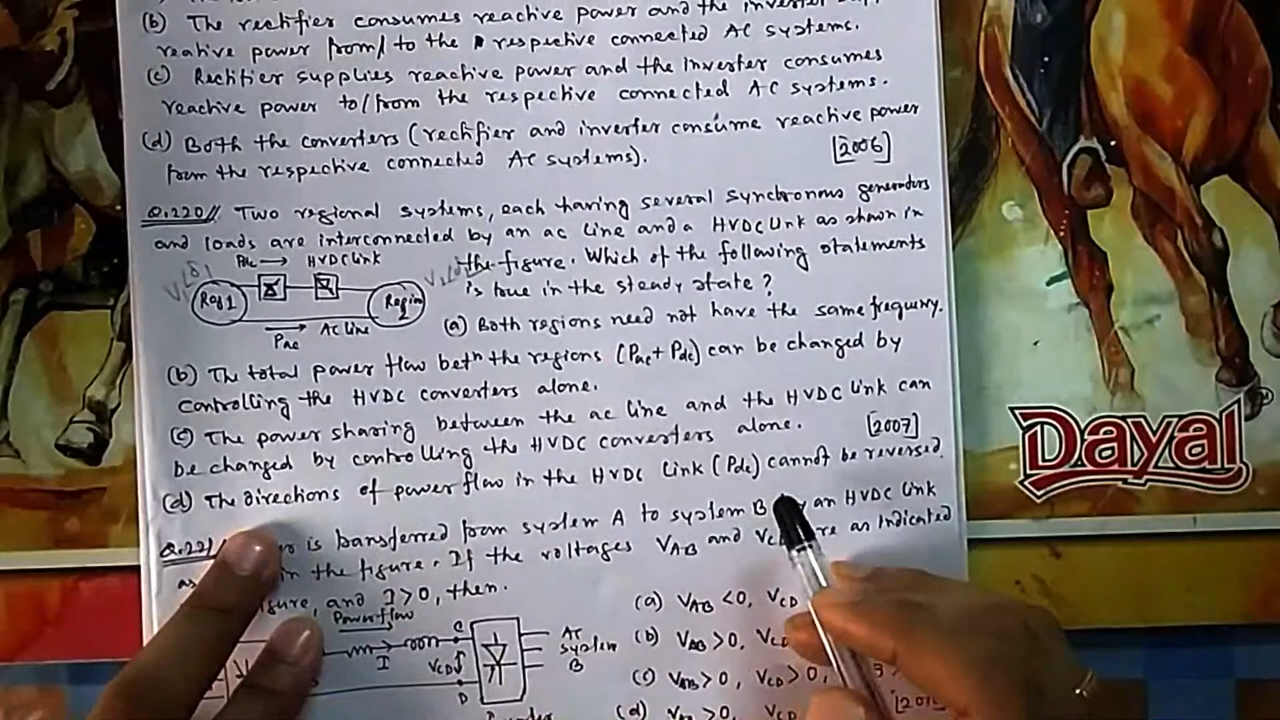 (b) The rectifier consumes reactive power and the inverter
reative power from/to the respective connected AC systems.
(c) Rectifier supplies reactive power and the inverter consumes
reactive power to/from the respective connected AC systems.
(d) Both the converters (rectifier and inverter consume reactive power
form the respective connected AC systems).
[2006]
Q.220// Two regional systems, each having several synchronous generators
and loads are interconnected by an ac line and a HVDC link as shown in
the figure. Which of the following statements
is true in the steady state?
Pdc → HVDC link
Reg 1
Region
Pac → AC line
(a) Both regions need not have the same frequency.
(b) The total power flow betn the regions (Pac + Pdc) can be changed by
controlling the HVDC converters alone.
(c) The power sharing between the ac line and the HVDC link can
be changed by controlling the HVDC converters alone.
[2007]
(d) The directions of power flow in the HVDC link (Pdc) cannot be reversed.
Q.221 is transferred from system A to system B an HVDC link
as in the figure. If the voltages VAB and as indicated
and I>0, then.
Power flow
I
C
VCD
D
AC
system
B
(a) VAB <0, VCD
(b) VAB >0,
(c) VAB >0, VCD >0,
(d) >0,
Dayal